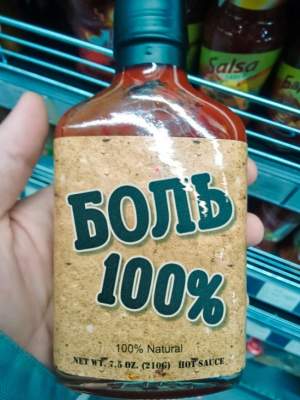 Salsa
БОЛЬ
100%
100% Natural
NET WT. 7.5 OZ. (210G) HOT SAUCE